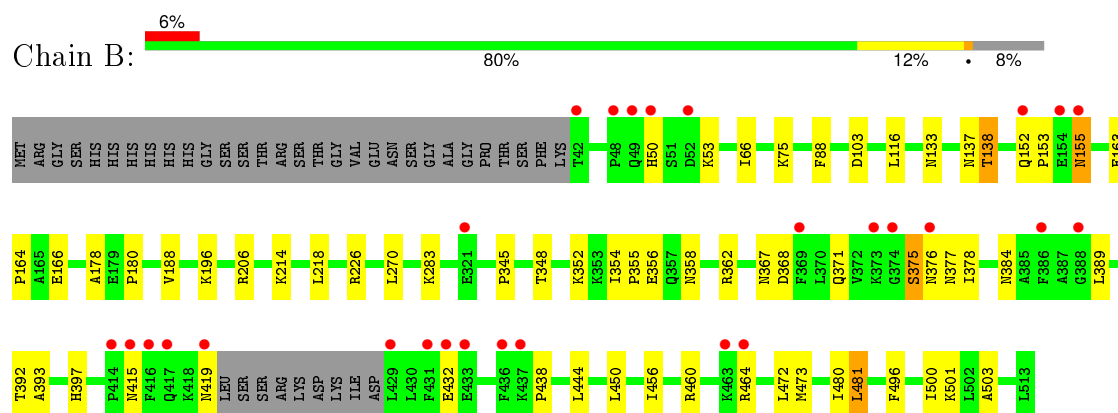 6%
Chain B:
80% 12% • 8%
MET ARG GLY SER HIS HIS HIS HIS HIS HIS GLY SER SER THR ARG SER THR GLY VAL GLU ASN SER GLY ALA GLY PRO THR SER PHE LYS T42 P48 Q49 H50 S51 D52 K53 I66 K75 F88 D103 L116 N133 N137 T138 Q152 P153 E154 N155 E163
P164 A165 E166 A178 E179 P180 V188 K196 R206 K214 L218 R226 L270 K283 E321 P345 T348 K352 K353 I354 P355 E356 Q357 N358 R362 N367 D368 F369 L370 Q371 V372 K373 G374 S375 N376 N377 I378 N384 A385 F386 A387 G388 L389
T392 A393 H397 P414 N415 F416 Q417 K418 N419 LEU SER SER ARG LYS ASP LYS ILE ASP L429 L430 F431 E432 E433 F436 K437 P438 L444 L450 I456 R460 K463 R464 L472 M473 I480 L481 F496 I500 K501 L502 A503 L513